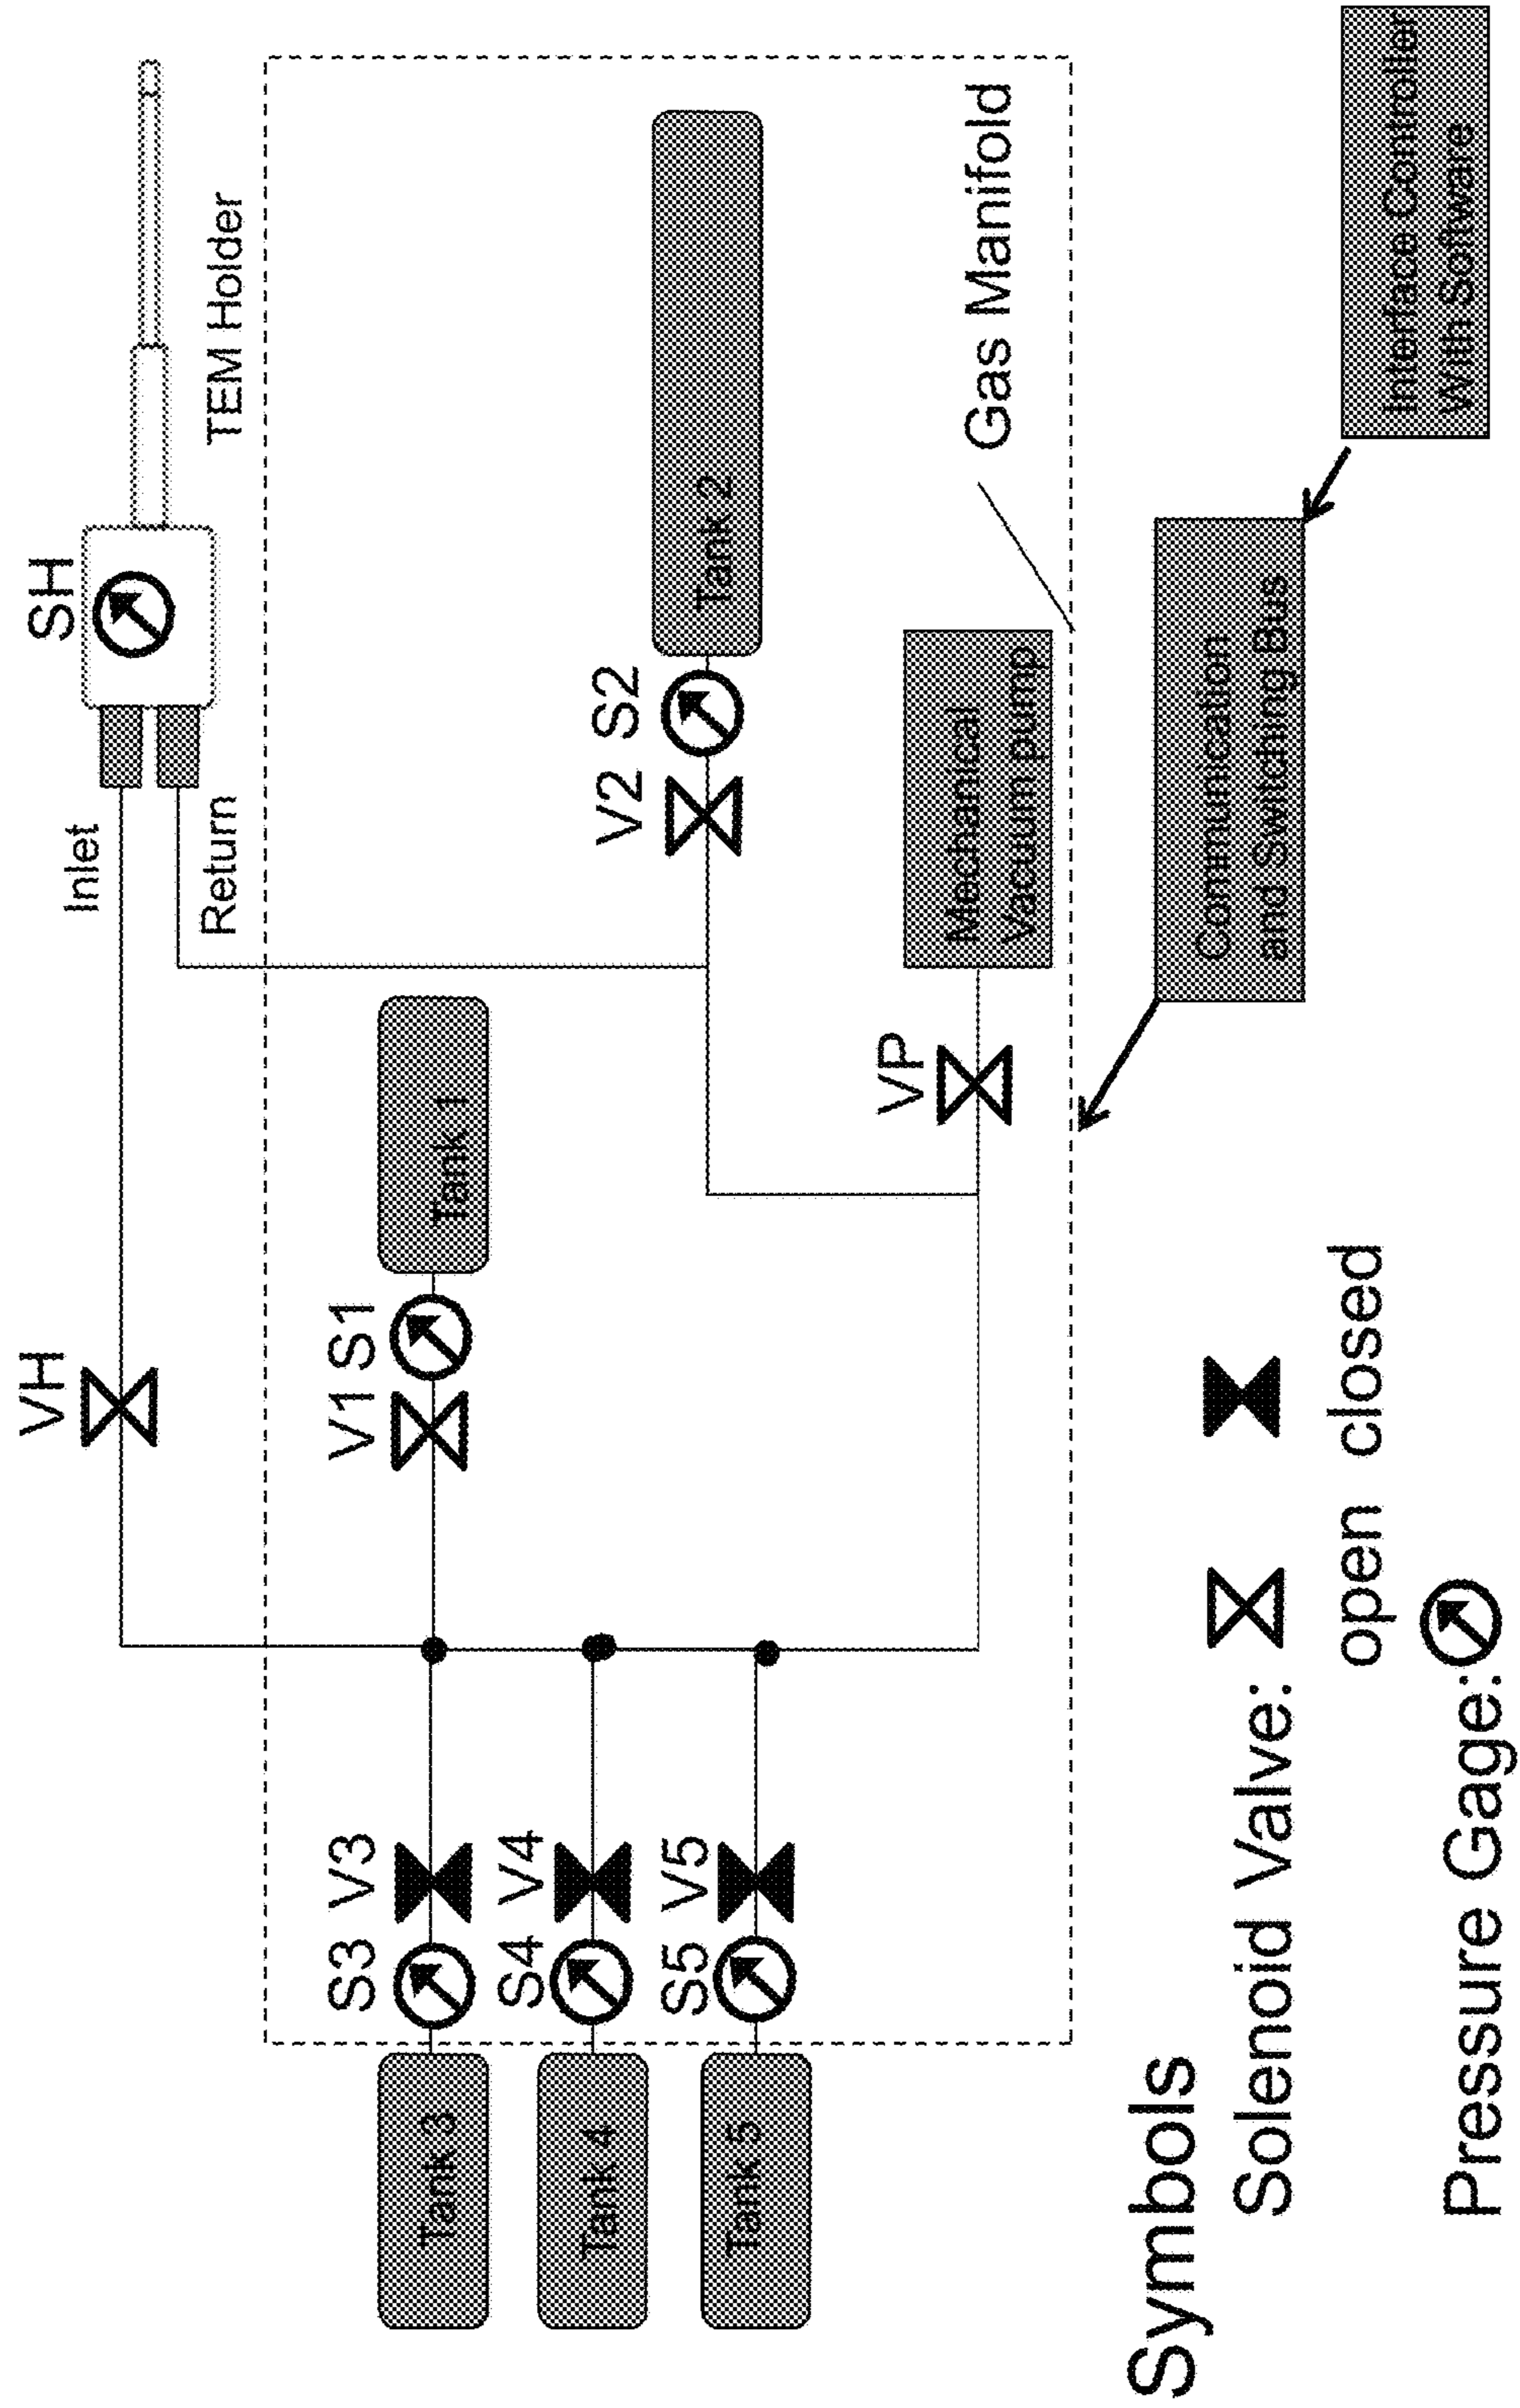 SH
TEM Holder
Inlet
Return
VH
V1 S1
Tank 1
V2 S2
Tank 2
S3 V3
Tank 3
S4 V4
Tank 4
S5 V5
Tank 5
VP
Mechanical
Vacuum pump
Gas Manifold
Communication
and Switching Bus
Interface Controller
With Software
Symbols
Solenoid Valve:
open closed
Pressure Gage: